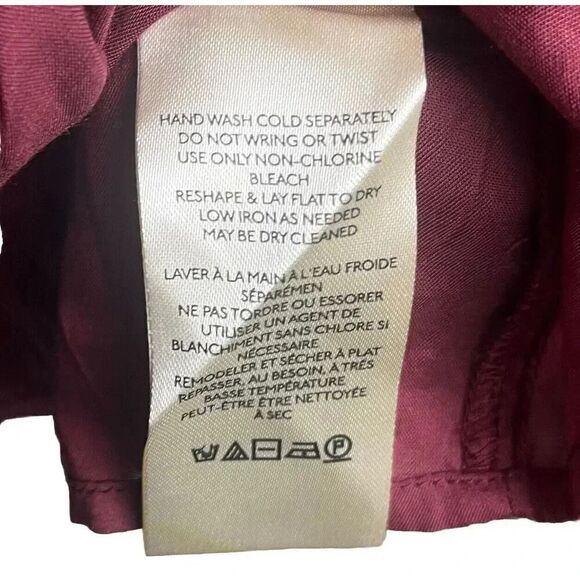 HAND WASH COLD SEPARATELY
DO NOT WRING OR TWIST
USE ONLY NON-CHLORINE
BLEACH
RESHAPE & LAY FLAT TO DRY
LOW IRON AS NEEDED
MAY BE DRY CLEANED
LAVER À LA MAIN À L'EAU FROIDE
SÉPARÉMEN
NE PAS TORDRE OU ESSORER
UTILISER UN AGENT DE
BLANCHIMENT SANS CHLORE SI
NÉCESSAIRE
REMODELER ET SÉCHER À PLAT
REPASSER, AU BESOIN, À TRÉS
BASSE TEMPÉRATURE
PEUT-ÊTRE ÊTRE NETTOYÉE
À SEC
P